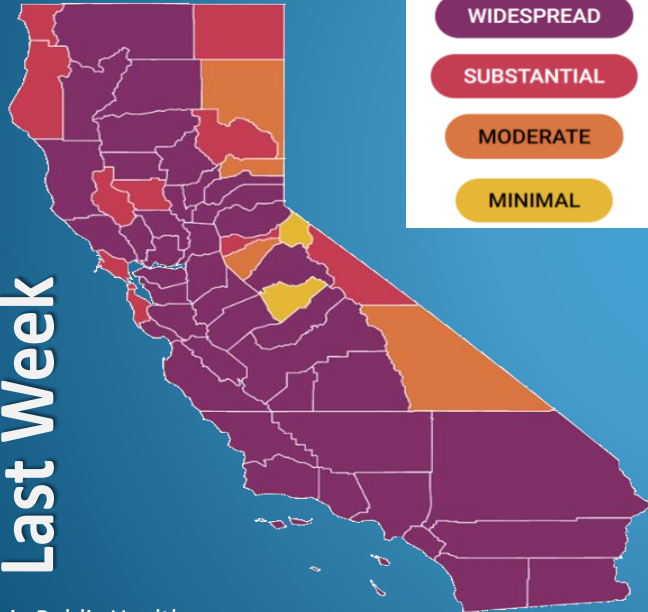 WIDESPREAD
SUBSTANTIAL
MODERATE
MINIMAL
Last Week